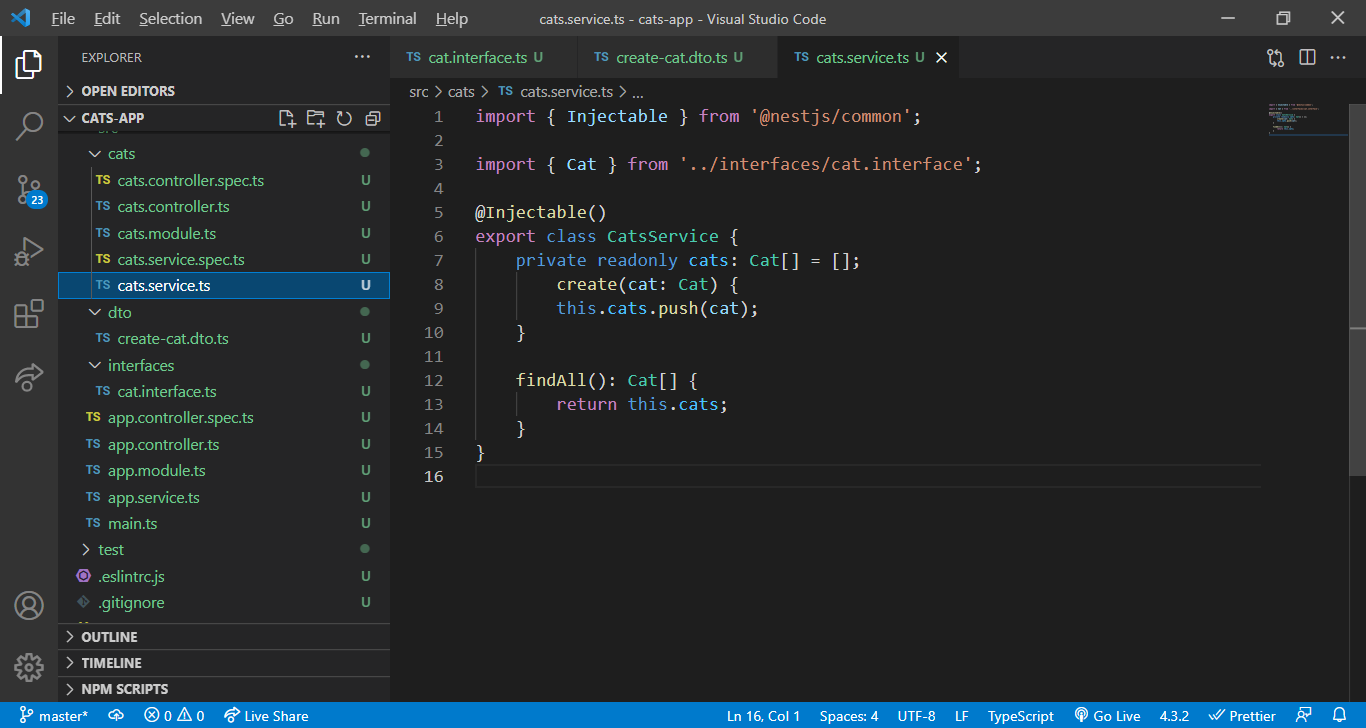 File Edit Selection View Go Run Terminal Help cats.service.ts - cats-app - Visual Studio Code
EXPLORER
OPEN EDITORS
CATS-APP
src
cats
TS cats.controller.spec.ts U
TS cats.controller.ts U
TS cats.module.ts U
TS cats.service.spec.ts U
TS cats.service.ts U
dto
TS create-cat.dto.ts U
interfaces
TS cat.interface.ts U
TS app.controller.spec.ts U
TS app.controller.ts U
TS app.module.ts U
TS app.service.ts U
TS main.ts U
test
.eslintrc.js U
.gitignore U
OUTLINE
TIMELINE
NPM SCRIPTS
23
TS cat.interface.ts U TS create-cat.dto.ts U TS cats.service.ts U
src > cats > TS cats.service.ts > ...
1 import { Injectable } from '@nestjs/common';
2
3 import { Cat } from '../interfaces/cat.interface';
4
5 @Injectable()
6 export class CatsService {
7 private readonly cats: Cat[] = [];
8 create(cat: Cat) {
9 this.cats.push(cat);
10 }
11
12 findAll(): Cat[] {
13 return this.cats;
14 }
15 }
16
master* 0 0 Live Share Ln 16, Col 1 Spaces: 4 UTF-8 LF TypeScript Go Live 4.3.2 Prettier